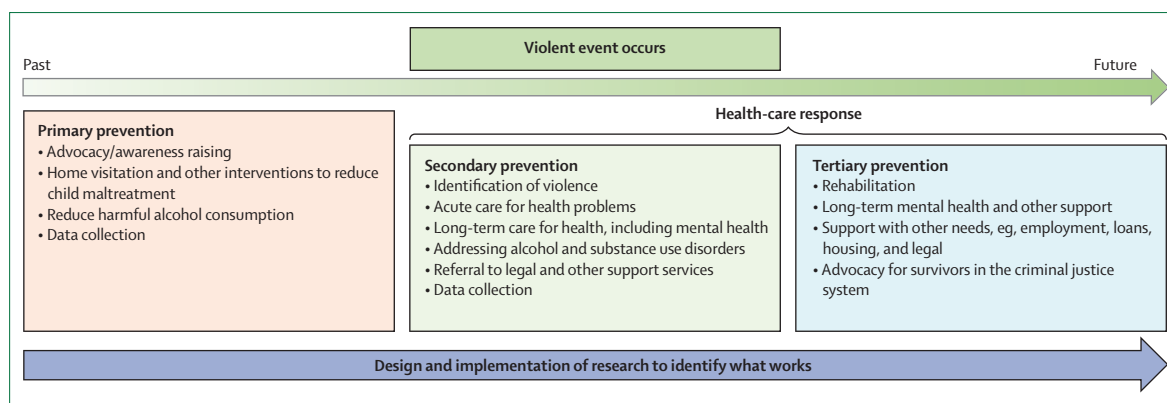 Violent event occurs
Past
Future
Health-care response
Primary prevention
• Advocacy/awareness raising
• Home visitation and other interventions to reduce
child maltreatment
• Reduce harmful alcohol consumption
• Data collection
Secondary prevention
• Identification of violence
• Acute care for health problems
• Long-term care for health, including mental health
• Addressing alcohol and substance use disorders
• Referral to legal and other support services
• Data collection
Tertiary prevention
• Rehabilitation
• Long-term mental health and other support
• Support with other needs, eg, employment, loans,
housing, and legal
• Advocacy for survivors in the criminal justice
system
Design and implementation of research to identify what works